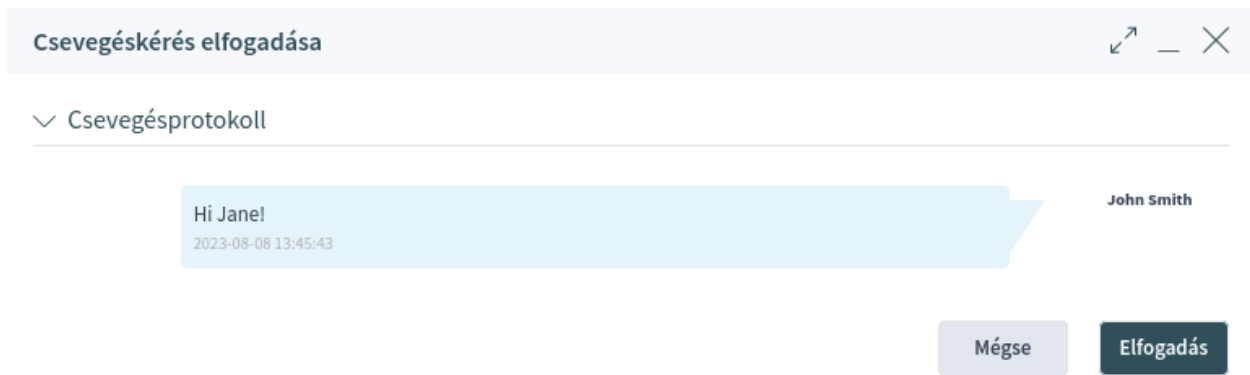 Csevegéskérés elfogadása
Csevegésprotokoll
Hi Jane!
2023-08-08 13:45:43
John Smith
Mégse
Elfogadás